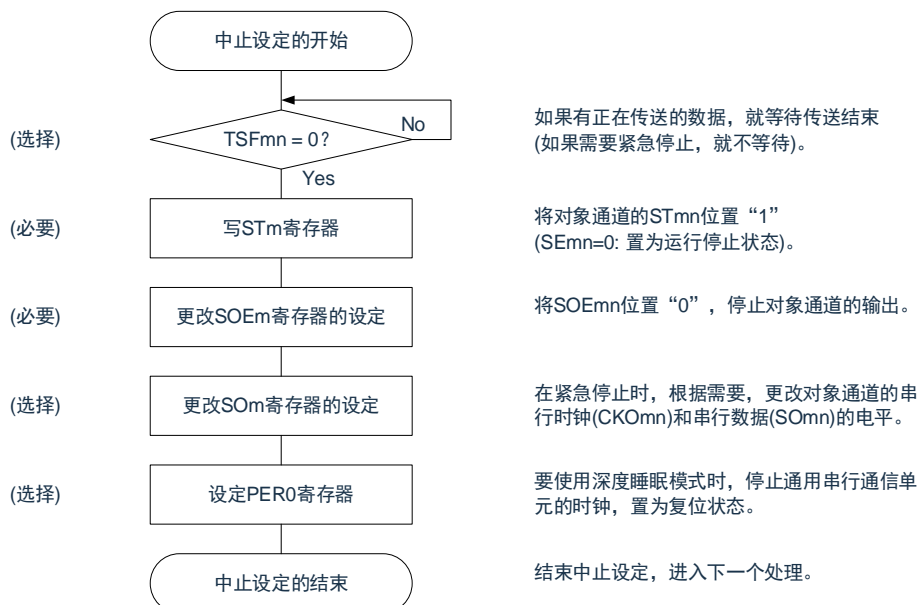 中止设定的开始
(选择)
TSFmn = 0？
No
Yes
如果有正在传送的数据，就等待传送结束
(如果需要紧急停止，就不等待)。
(必要)
写STm寄存器
将对象通道的STmn位置“1”
(SEmn=0: 置为运行停止状态)。
(必要)
更改SOEm寄存器的设定
将SOEmn位置“0”，停止对象通道的输出。
(选择)
更改SOm寄存器的设定
在紧急停止时，根据需要，更改对象通道的串
行时钟(CKOmn)和串行数据(SOmn)的电平。
(选择)
设定PER0寄存器
要使用深度睡眠模式时，停止通用串行通信单
元的时钟，置为复位状态。
中止设定的结束
结束中止设定，进入下一个处理。